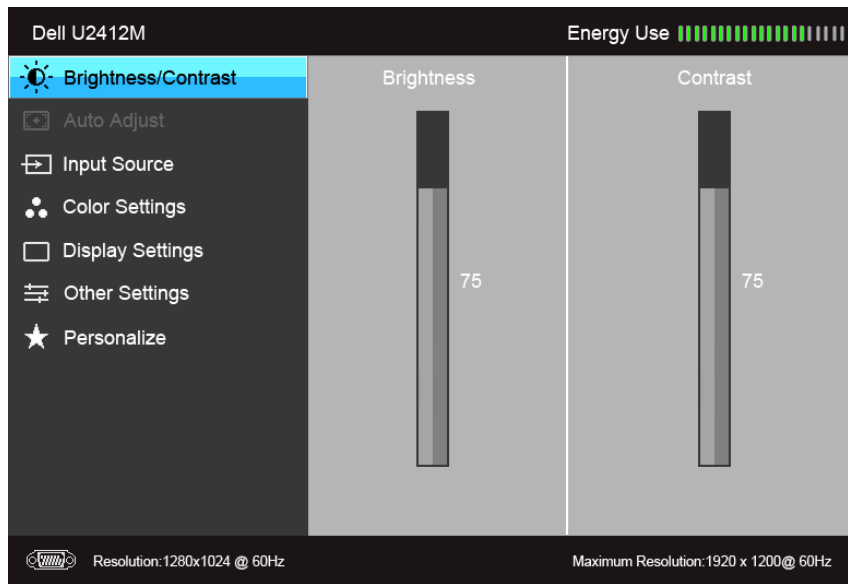 Dell U2412M
Energy Use
Brightness/Contrast
Auto Adjust
Input Source
Color Settings
Display Settings
Other Settings
Personalize
Brightness
75
Contrast
75
Resolution:1280x1024 @ 60Hz
Maximum Resolution:1920 x 1200@ 60Hz